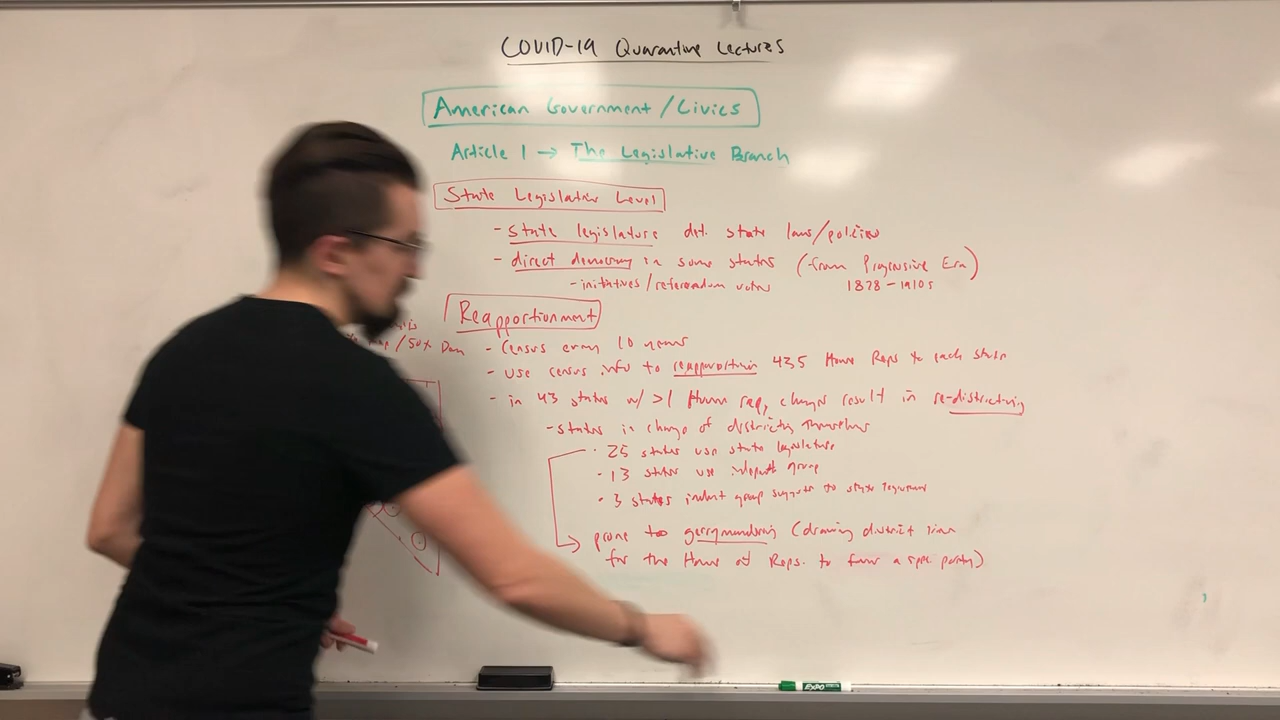 COVID-19 Quarantine Lectures
American Government/Civics
Article 1 → The Legislative Branch
State Legislative Level
- state legislature det. state laws/policies
- direct democracy in some states (from Progressive Era)
- initiatives/referendum votes 1878-1910s
Reapportionment
/50% Dem
- Census every 10 years
- use census info to reapportion 435 House Reps to each state
- in 43 states w/ >1 House rep, changes result in re-districting
- states in charge of districting themselves
· 25 states use state legislature
· 13 states use group
· 3 states group suggests to state legislature
→ prone to gerrymandering (drawing district lines
for the House of Reps. to favor a spec. party)
EXPO